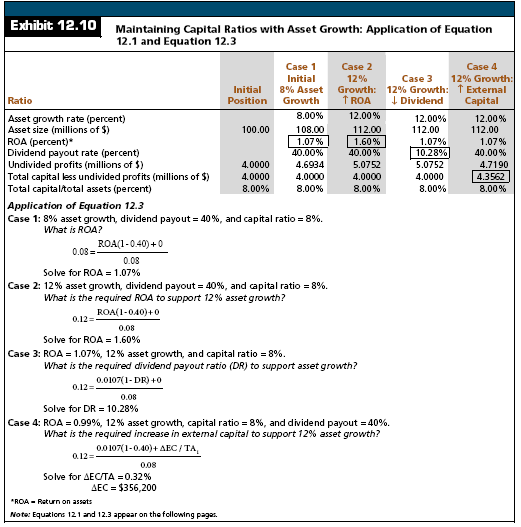 Exhibit 12.10 Maintaining Capital Ratios with Asset Growth: Application of Equation
12.1 and Equation 12.3
Case 1 Case 2 Case 4
Initial 12% Case 3 12% Growth:
Initial 8% Asset Growth: 12% Growth: ↑ External
Ratio Position Growth ↑ ROA ↓ Dividend Capital
Asset growth rate (percent) 8.00% 12.00% 12.00% 12.00%
Asset size (millions of $) 100.00 108.00 112.00 112.00 112.00
ROA (percent)* 1.07% 1.60% 1.07% 1.07%
Dividend payout rate (percent) 40.00% 40.00% 10.28% 40.00%
Undivided profits (millions of $) 4.0000 4.6934 5.0752 5.0752 4.7190
Total capital less undivided profits (millions of $) 4.0000 4.0000 4.0000 4.0000 4.3562
Total capital/total assets (percent) 8.00% 8.00% 8.00% 8.00% 8.00%
Application of Equation 12.3
Case 1: 8% asset growth, dividend payout = 40%, and capital ratio = 8%.
What is ROA?
0.08 = ROA(1-0.40)+0
0.08
Solve for ROA = 1.07%
Case 2: 12% asset growth, dividend payout = 40%, and capital ratio = 8%.
What is the required ROA to support 12% asset growth?
0.12 = ROA(1-0.40)+0
0.08
Solve for ROA = 1.60%
Case 3: ROA = 1.07%, 12% asset growth, and capital ratio = 8%.
What is the required dividend payout ratio (DR) to support asset growth?
0.12 = 0.0107(1-DR)+0
0.08
Solve for DR = 10.28%
Case 4: ROA = 0.99%, 12% asset growth, capital ratio = 8%, and dividend payout = 40%.
What is the required increase in external capital to support 12% asset growth?
0.12 = 0.0107(1-0.40)+ ΔEC / TA₁
0.08
Solve for ΔEC/TA = 0.32%
ΔEC = $356,200
*ROA = Return on assets
Note: Equations 12.1 and 12.3 appear on the following pages.